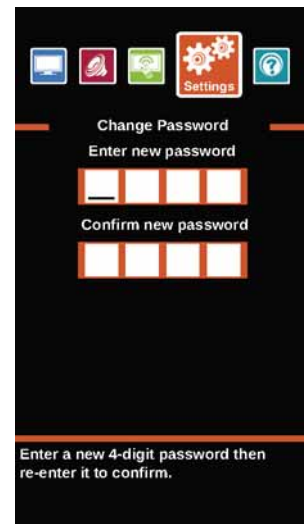 Settings
Change Password
Enter new password
Confirm new password
Enter a new 4-digit password then
re-enter it to confirm.